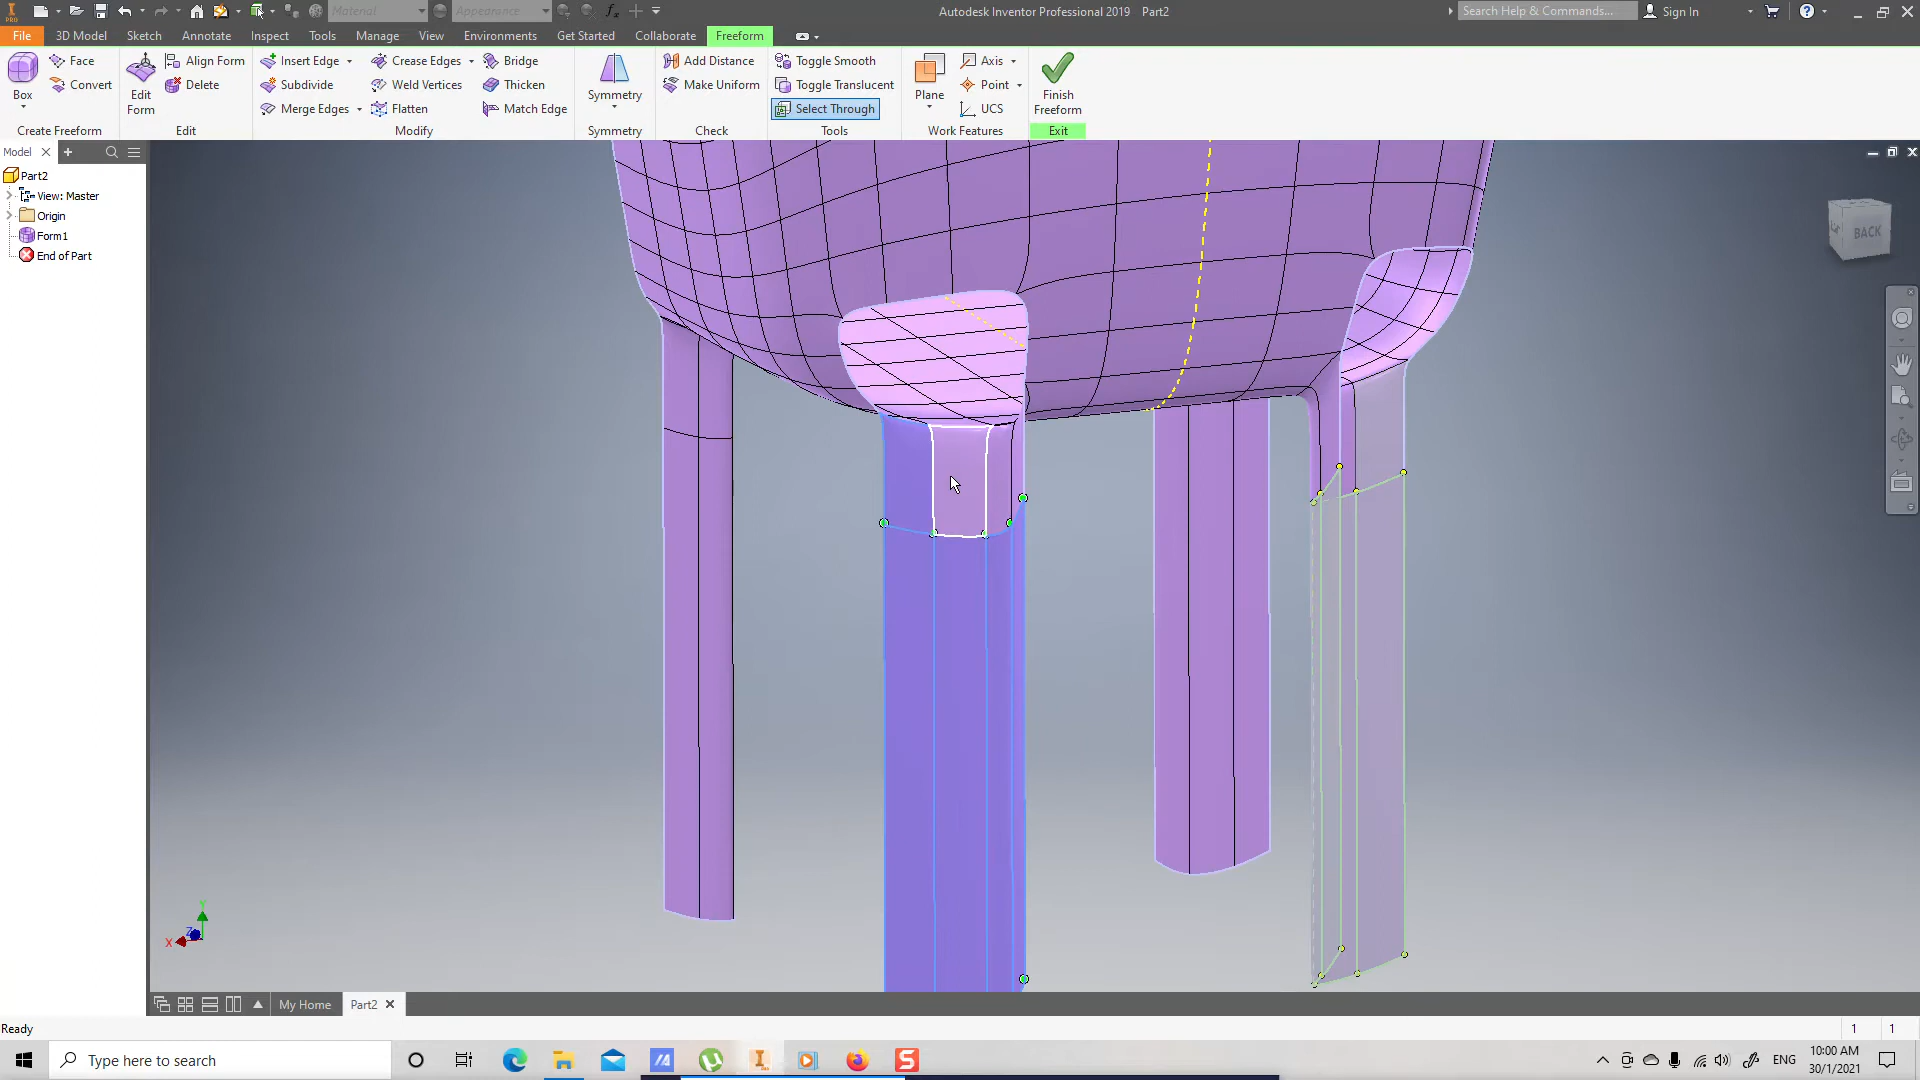 PRO
Material
Appearance
Autodesk Inventor Professional 2019 Part2
Search Help & Commands...
Sign In
File
3D Model
Sketch
Annotate
Inspect
Tools
Manage
View
Environments
Get Started
Collaborate
Freeform
Box
Face
Convert
Create Freeform
Edit
Form
Align Form
Delete
Edit
Insert Edge
Subdivide
Merge Edges
Crease Edges
Weld Vertices
Flatten
Bridge
Thicken
Match Edge
Modify
Symmetry
Symmetry
Add Distance
Make Uniform
Check
Toggle Smooth
Toggle Translucent
Select Through
Tools
Plane
Axis
Point
UCS
Work Features
Finish
Freeform
Exit
Model
Part2
View: Master
Origin
Form1
End of Part
BACK
Y
Z
X
My Home
Part2
Ready
1
1
Type here to search
ENG
10:00 AM
30/1/2021